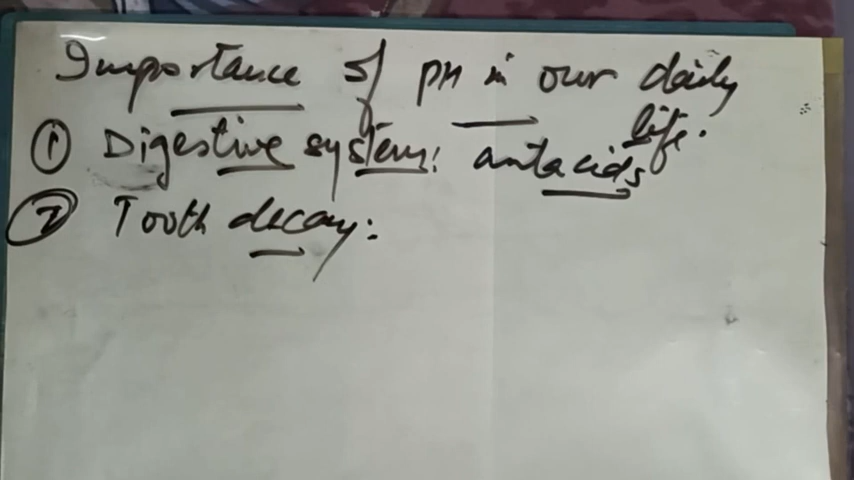 Importance of pH in our daily
life.
① Digestive system: antacids
② Tooth decay: